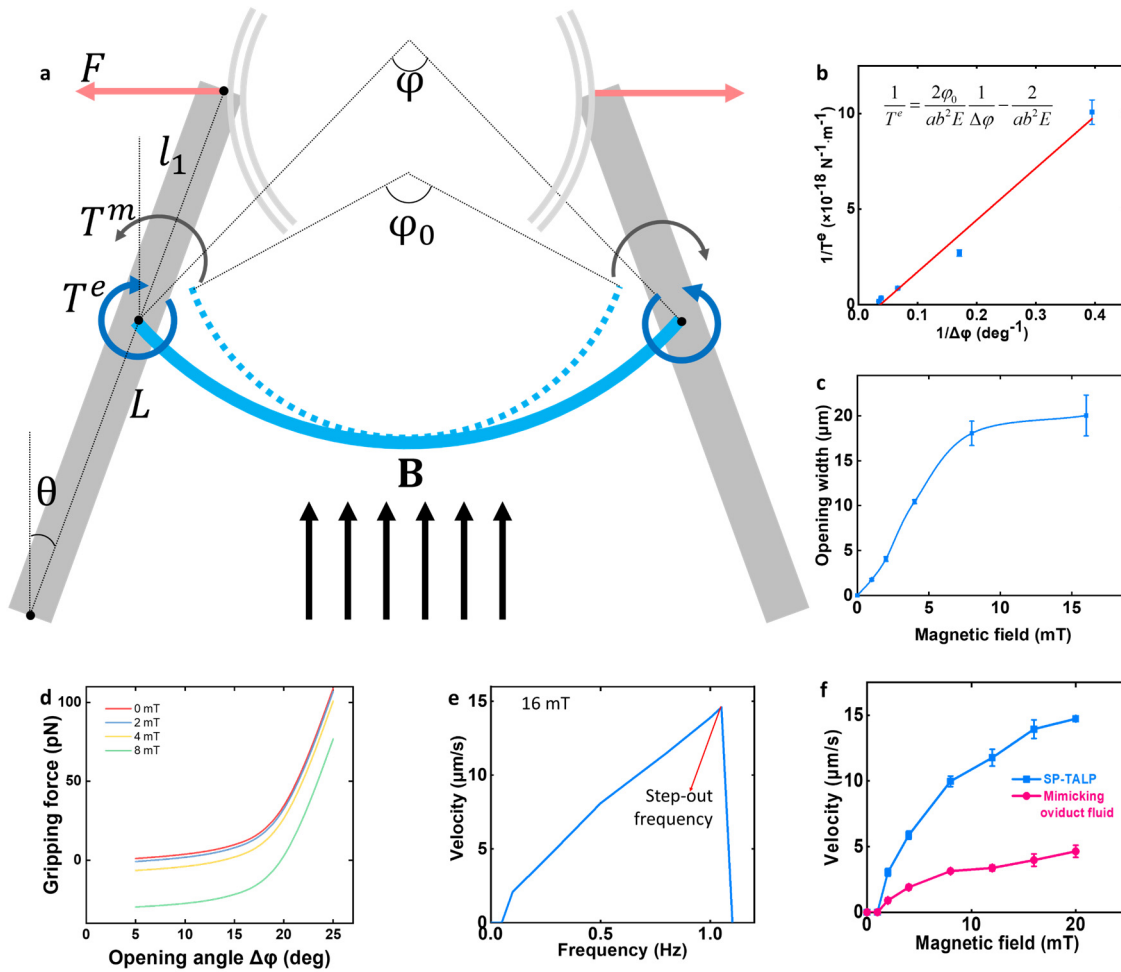 a
F
φ
l₁
Tᵐ
φ₀
Tᵉ
L
B
θ
b
1/Tᵉ (×10⁻¹⁸ N⁻¹·m⁻¹)
10
5
0
1/Tᵉ = 2φ₀/ab²E 1/Δφ − 2/ab²E
0.0 0.1 0.2 0.3 0.4
1/Δφ (deg⁻¹)
c
Opening width (μm)
20
15
10
5
0
0 5 10 15
Magnetic field (mT)
d
Gripping force (pN)
100
50
0
0 mT
2 mT
4 mT
8 mT
0 5 10 15 20 25 30
Opening angle Δφ (deg)
e
Velocity (μm/s)
15
10
5
0
16 mT
Step-out
frequency
0.0 0.5 1.0
Frequency (Hz)
f
Velocity (μm/s)
15
10
5
0
SP-TALP
Mimicking
oviduct fluid
0 10 20
Magnetic field (mT)